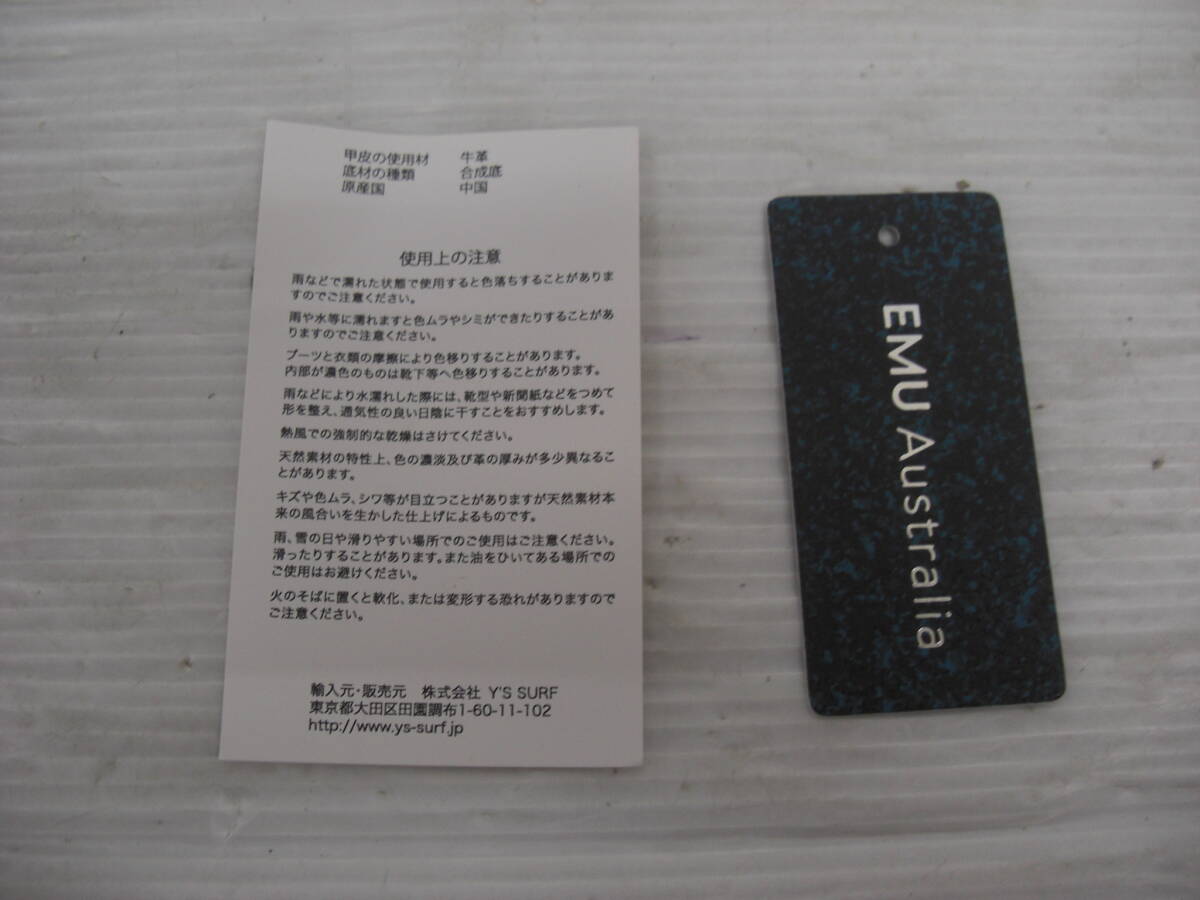 甲皮の使用材 牛革
底材の種類 合成底
原産国 中国
使用上の注意
雨などで濡れた状態で使用すると色落ちすることがありま
すのでご注意ください。
雨や水等に濡れますと色ムラやシミができたりすることがあ
りますのでご注意ください。
ブーツと衣類の摩擦により色移りすることがあります。
内部が濃色のものは靴下等へ色移りすることがあります。
雨などにより水濡れした際には、靴型や新聞紙などをつめて
形を整え、通気性の良い日陰に干すことをおすすめします。
熱風での強制的な乾燥はさけてください。
天然素材の特性上、色の濃淡及び革の厚みが多少異なるこ
とがあります。
キズや色ムラ、シワ等が目立つことがありますが天然素材本
来の風合いを生かした仕上げによるものです。
雨、雪の日や滑りやすい場所でのご使用はご注意ください。
滑ったりすることがあります。また油をひいてある場所での
ご使用はお避けください。
火のそばに置くと軟化、または変形する恐れがありますので
ご注意ください。
輸入元・販売元 株式会社 Y'S SURF
東京都大田区田園調布1-60-11-102
http://www.ys-surf.jp
EMU Australia